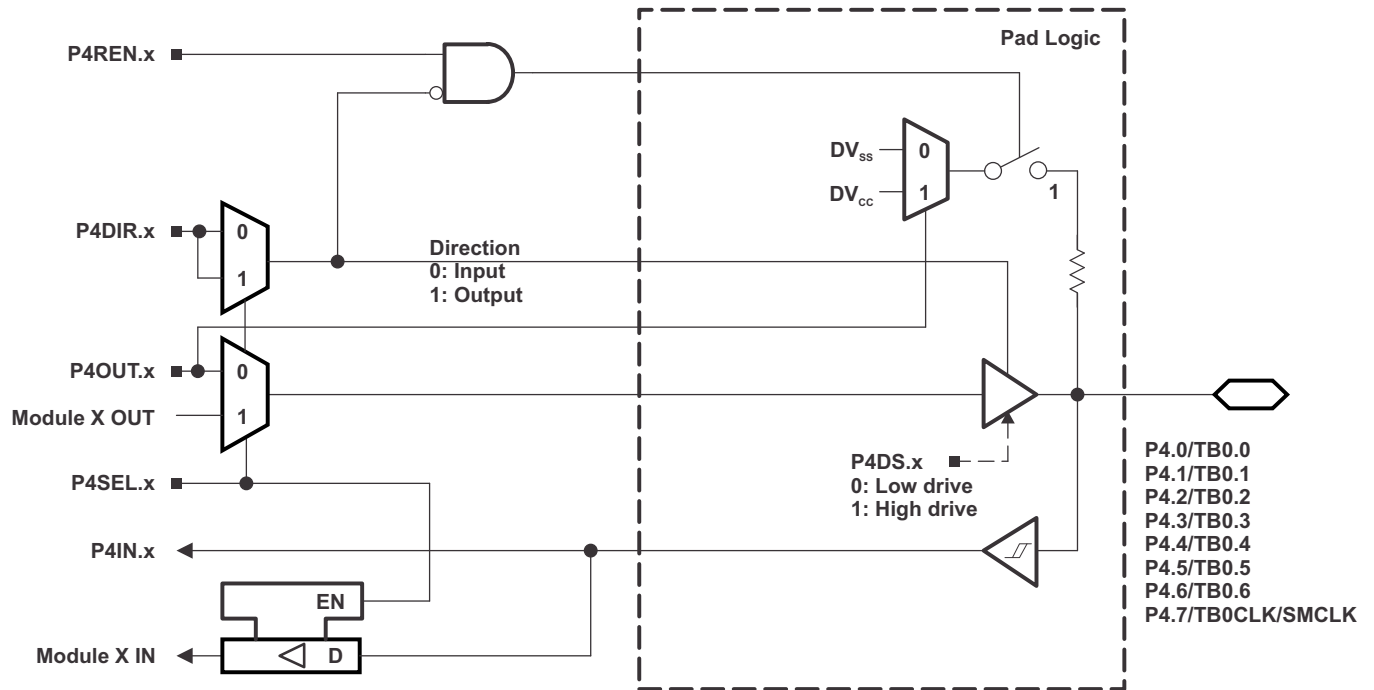 Pad Logic
P4REN.x
DVSS
0
DVCC
1
1
P4DIR.x
0
1
Direction
0: Input
1: Output
P4OUT.x
0
Module X OUT
1
P4DS.x
0: Low drive
1: High drive
P4SEL.x
P4.0/TB0.0
P4.1/TB0.1
P4.2/TB0.2
P4.3/TB0.3
P4.4/TB0.4
P4.5/TB0.5
P4.6/TB0.6
P4.7/TB0CLK/SMCLK
P4IN.x
EN
Module X IN
D